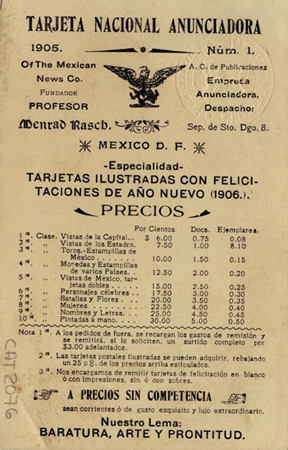 TARJETA NACIONAL ANUNCIADORA
1905.
Núm. 1.
Of The Mexican
News Co.
FUNDADOR
PROFESOR
Menrad Rasch.
A. C. de Publicaciones
Empresa
Anunciadora.
Despacho:
Sep. de Sto. Dgo. 8.
MEXICO D. F.
-Especialidad-
TARJETAS ILUSTRADAS CON FELICI-
TACIONES DE AÑO NUEVO (1906.)
PRECIOS
Por Cientos. Docs. Ejemplares.
1ª. Clase. Vistas de la Capital... $ 6.00 0.75 0.08
2ª. „ Vistas de los Estados. 7.50 1.00 8.10
3ª. „ Toros.-Estampillas de
México 10.00 1.50 0.15
4ª. „ Monedas y Estampillas
de varios Países. 12.50 2.00 0.20
5ª. „ Vistas de México, tar-
jetas dobles 15.00 2.50 0.25
6ª. „ Personajes célebres 17.50 3.00 0.30
7ª. „ Batallas y Flores 20.00 3.50 0.35
8ª. „ Mujeres 22.50 4.00 0.40
9ª. „ Nombres y Letras. 25.00 4.50 0.45
10ª. „ Pintadas á mano. 30.00 5.00 0.50
Nota 1ª. A los pedidos de fuera, se recargan los gastos de remisión y
se remitirá, si lo soliciten, un surtido completo por
$3.00 adelantados.
2ª. Las tarjetas postales ilustradas se pueden adquirir, rebajando
un 25 p8. de los precios arriba estipulados.
3ª. Nos encargamos de remitir tarjetas de felicitación en blanco
ó con impresiones, sin ó con sobres.
A PRECIOS SIN COMPETENCIA
sean corrientes ó de gusto exquisito y lujo extraordinario.
Nuestro Lema:
BARATURA, ARTE Y PRONTITUD.